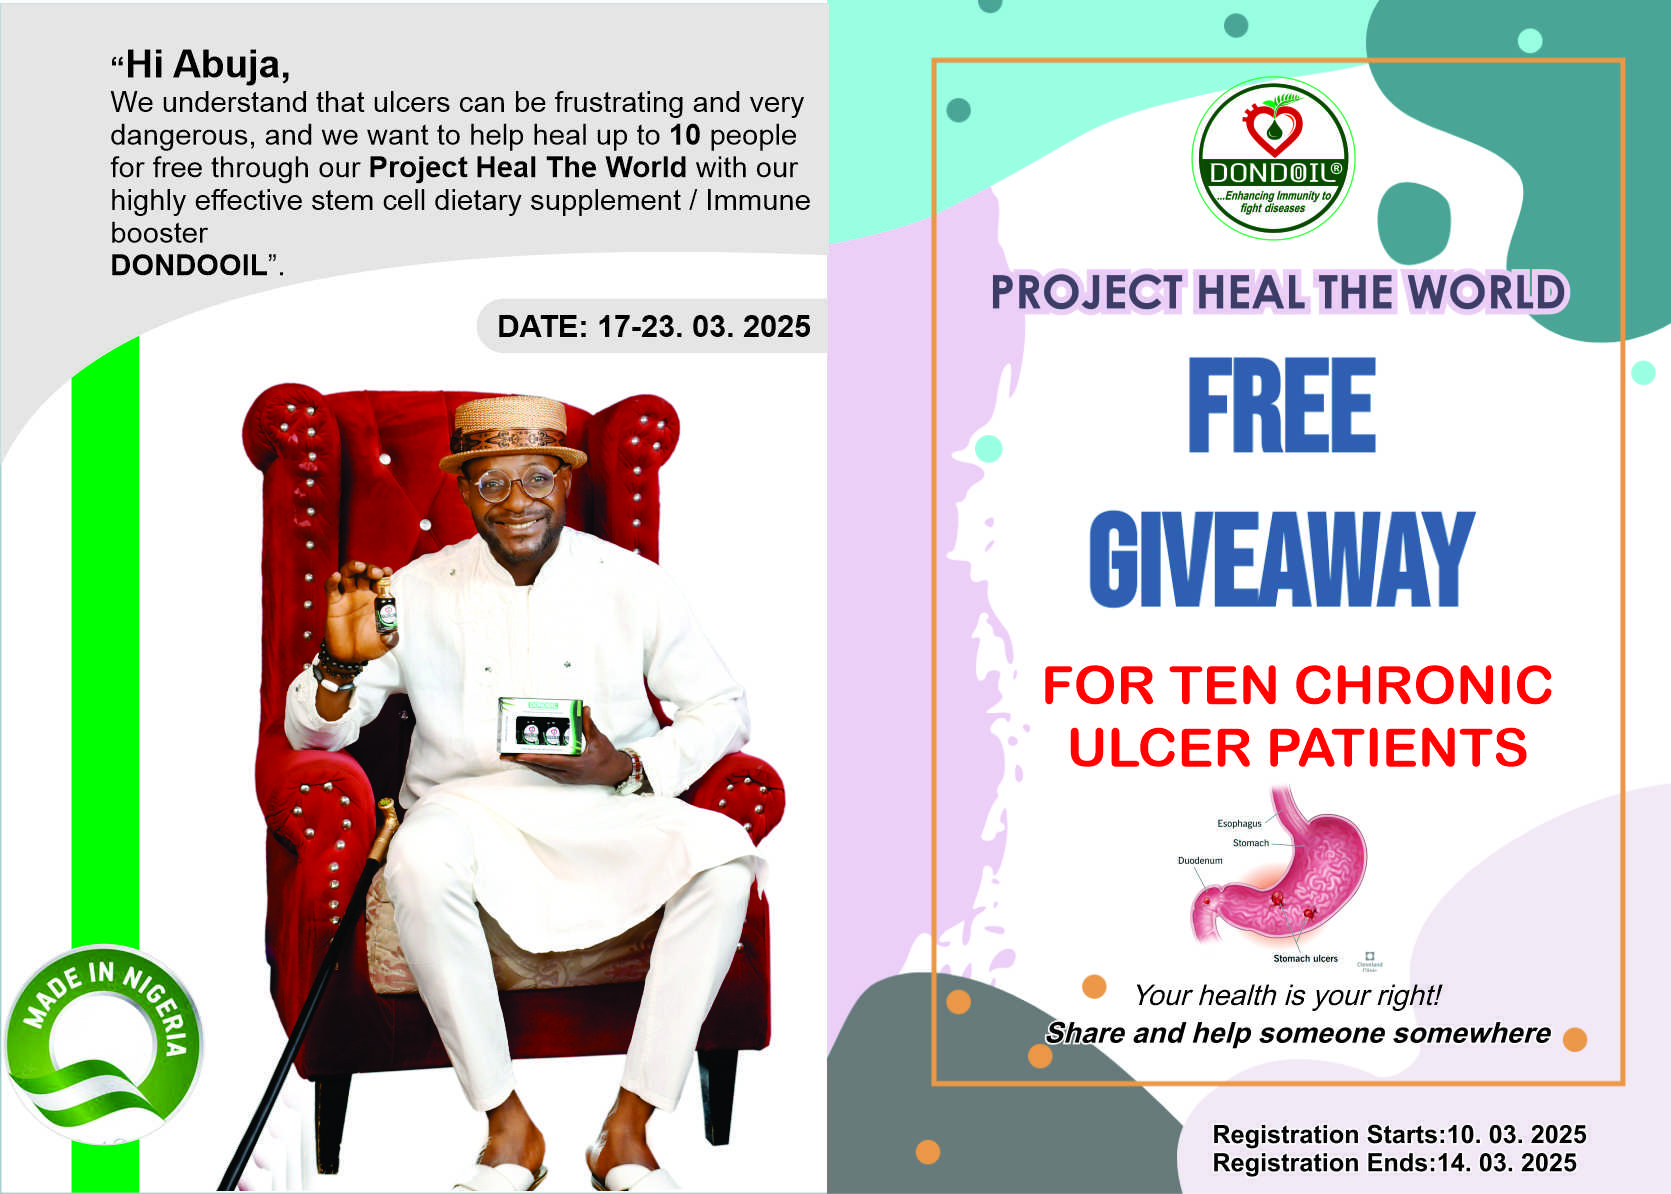 “Hi Abuja,
We understand that ulcers can be frustrating and very
dangerous, and we want to help heal up to 10 people
for free through our Project Heal The World with our
highly effective stem cell dietary supplement / Immune
booster
DONDOOIL”.
DATE: 17-23. 03. 2025
DONDOOIL
MADE IN NIGERIA
DONDOOIL®
...Enhancing Immunity to
fight diseases
PROJECT HEAL THE WORLD
FREE
GIVEAWAY
FOR TEN CHRONIC
ULCER PATIENTS
Esophagus
Stomach
Duodenum
Stomach ulcers
Cleveland
Clinic
Your health is your right!
Share and help someone somewhere
Registration Starts:10. 03. 2025
Registration Ends:14. 03. 2025